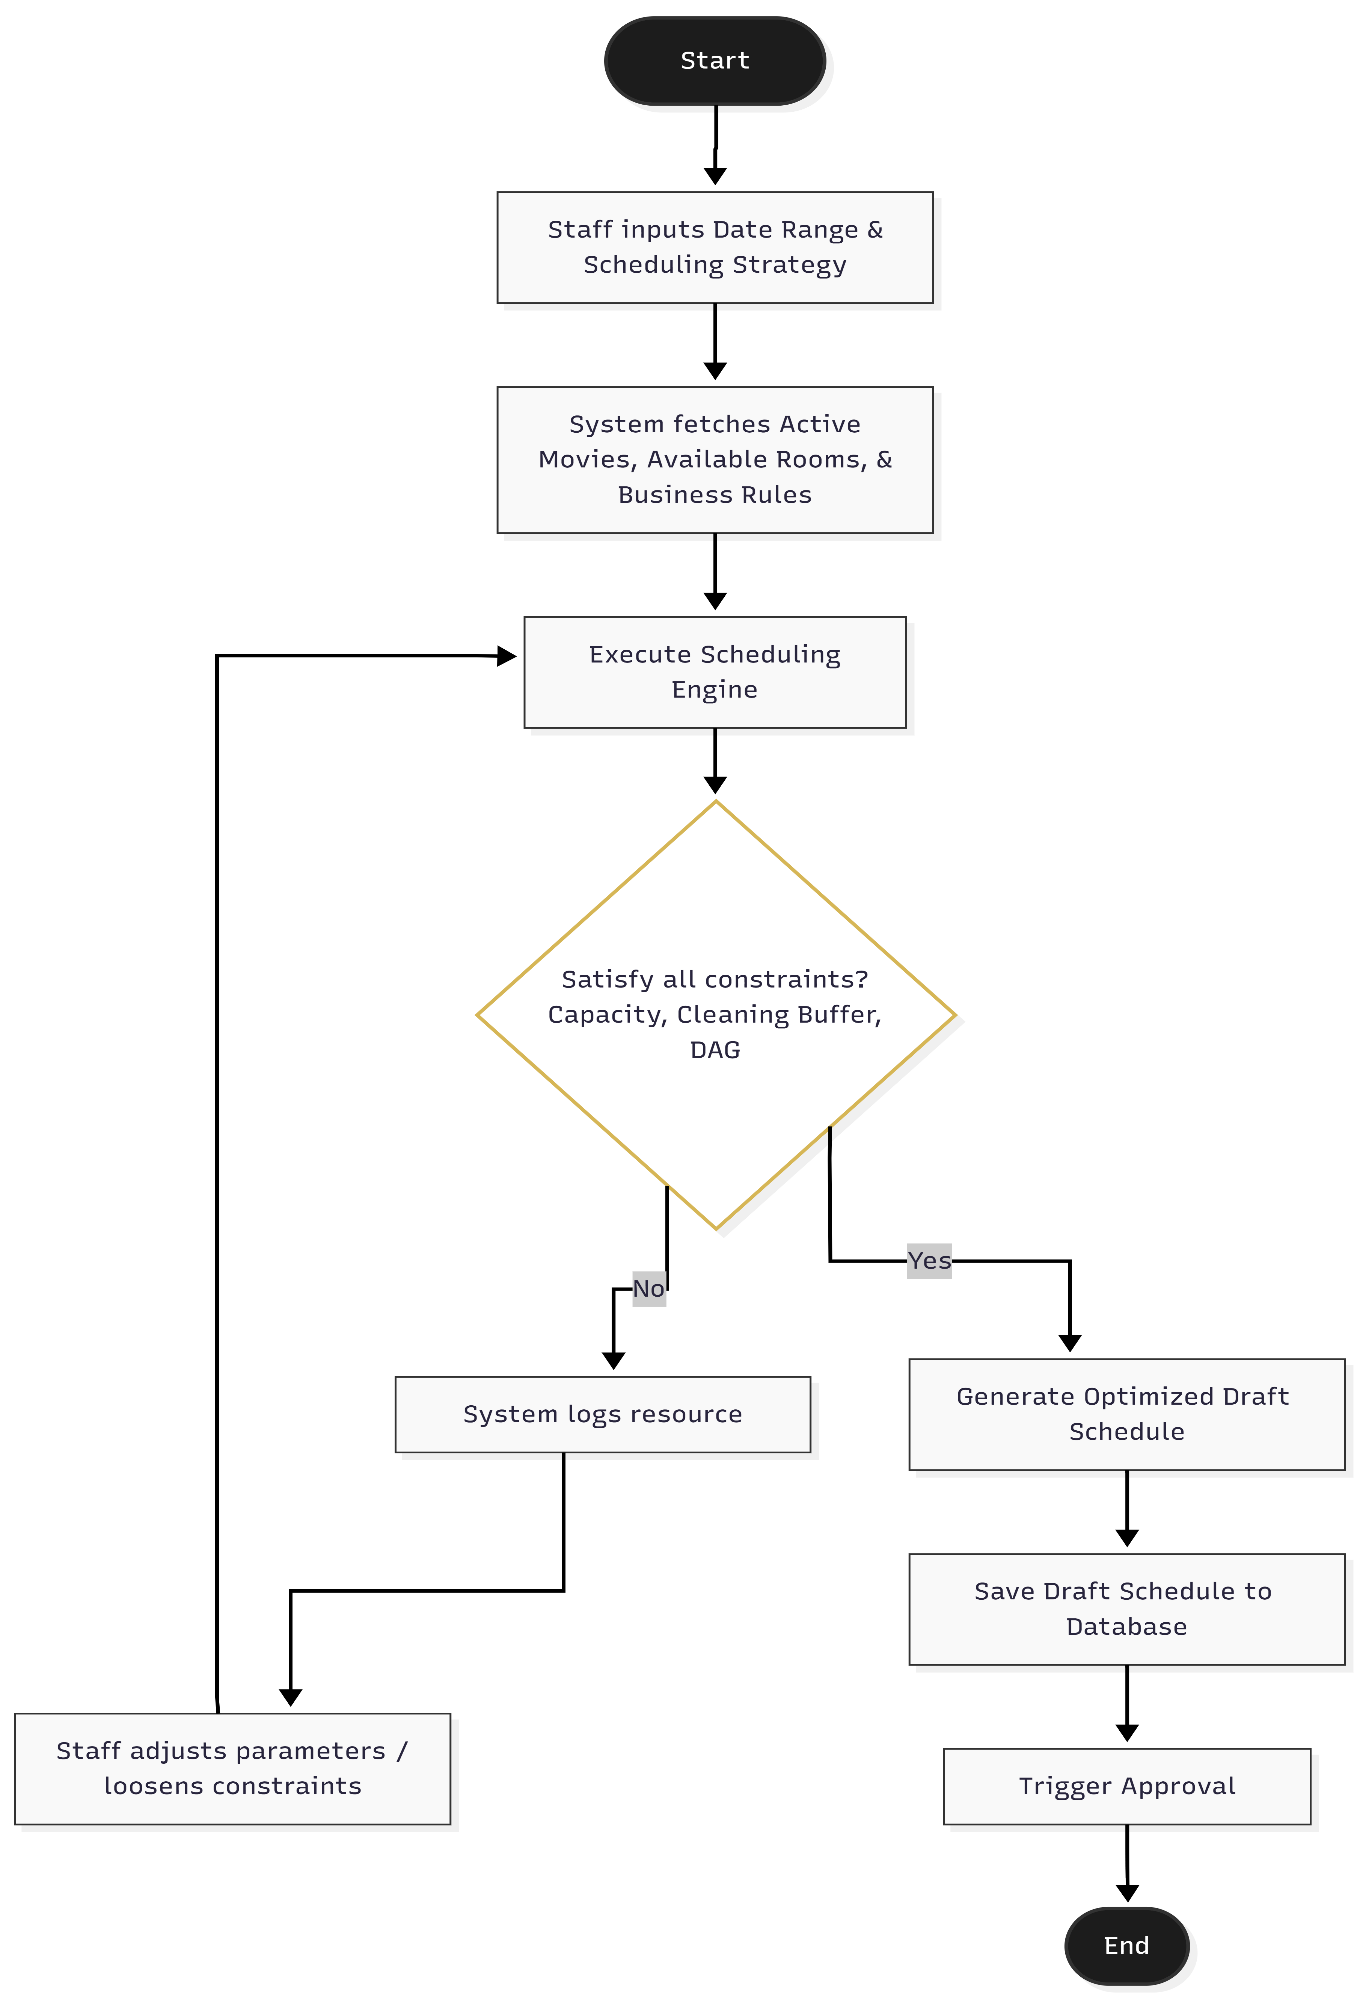 Start
Staff inputs Date Range &
Scheduling Strategy
System fetches Active
Movies, Available Rooms, &
Business Rules
Execute Scheduling
Engine
Satisfy all constraints?
Capacity, Cleaning Buffer,
DAG
No
Yes
System logs resource
Generate Optimized Draft
Schedule
Save Draft Schedule to
Database
Staff adjusts parameters /
loosens constraints
Trigger Approval
End